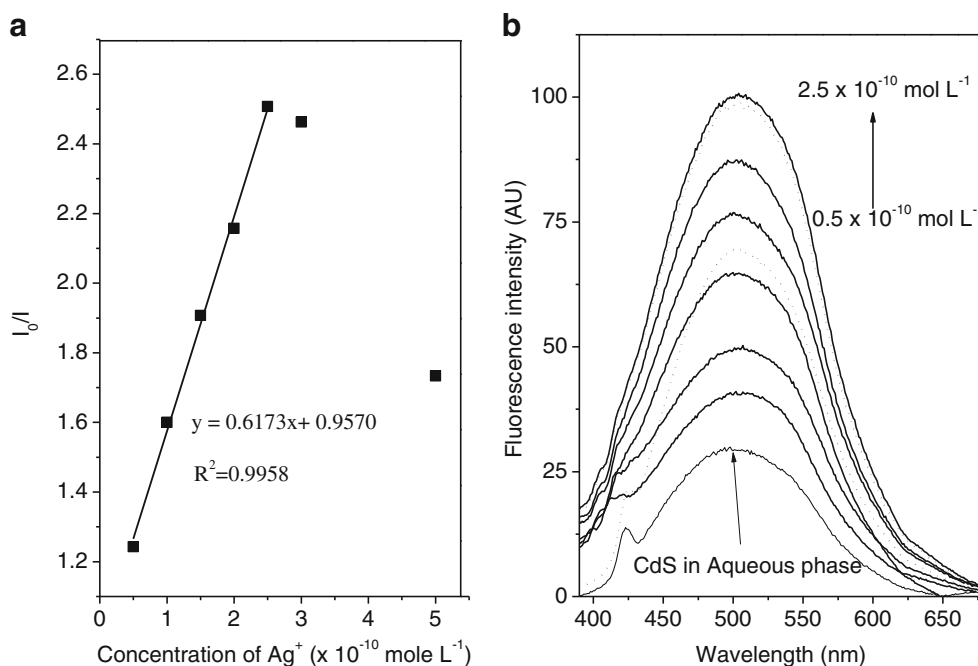 a
I₀/I
2.6
2.4
2.2
2.0
1.8
1.6
1.4
1.2
y = 0.6173x+ 0.9570
R²=0.9958
0 1 2 3 4 5
Concentration of Ag⁺ (x 10⁻¹⁰ mole L⁻¹)
b
Fluorescence intensity (AU)
100
75
50
25
0
2.5 x 10⁻¹⁰ mol L⁻¹
0.5 x 10⁻¹⁰ mol L⁻
CdS in Aqueous phase
400 450 500 550 600 650
Wavelength (nm)